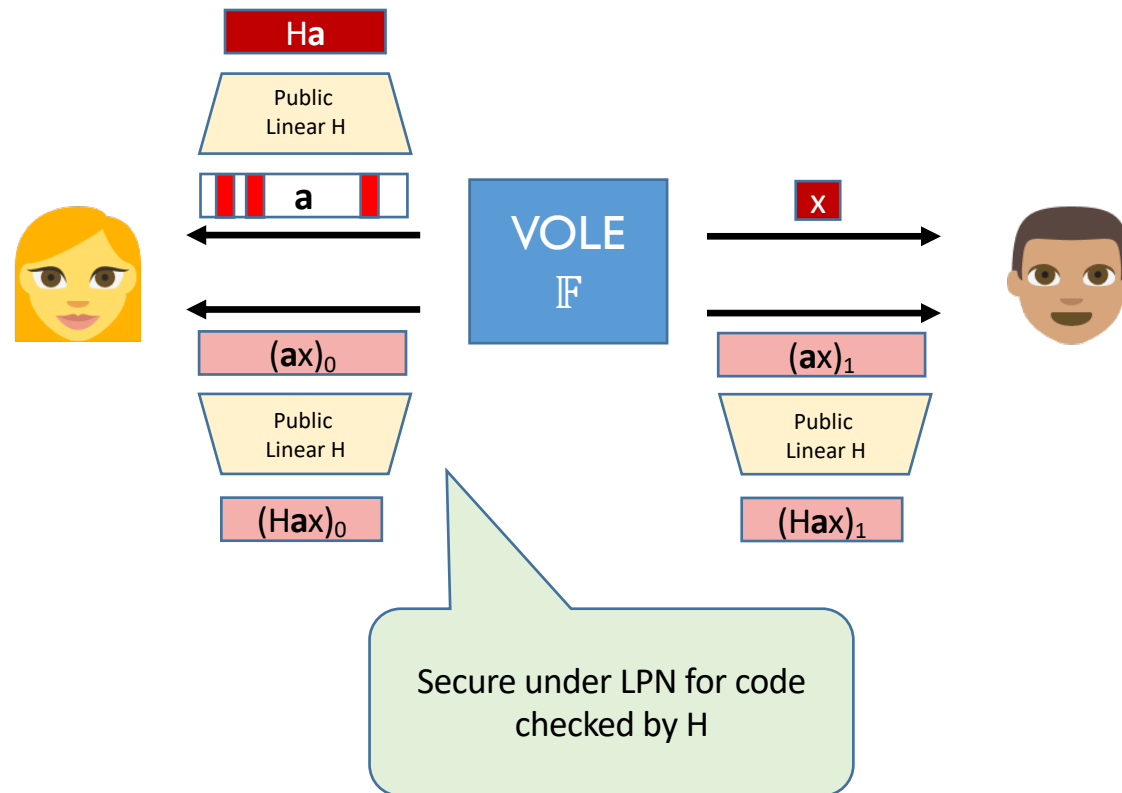 Ha
Public
Linear H
a
VOLE
𝔽
x
(ax)₀
(ax)₁
Public
Linear H
Public
Linear H
(Hax)₀
(Hax)₁
Secure under LPN for code
checked by H